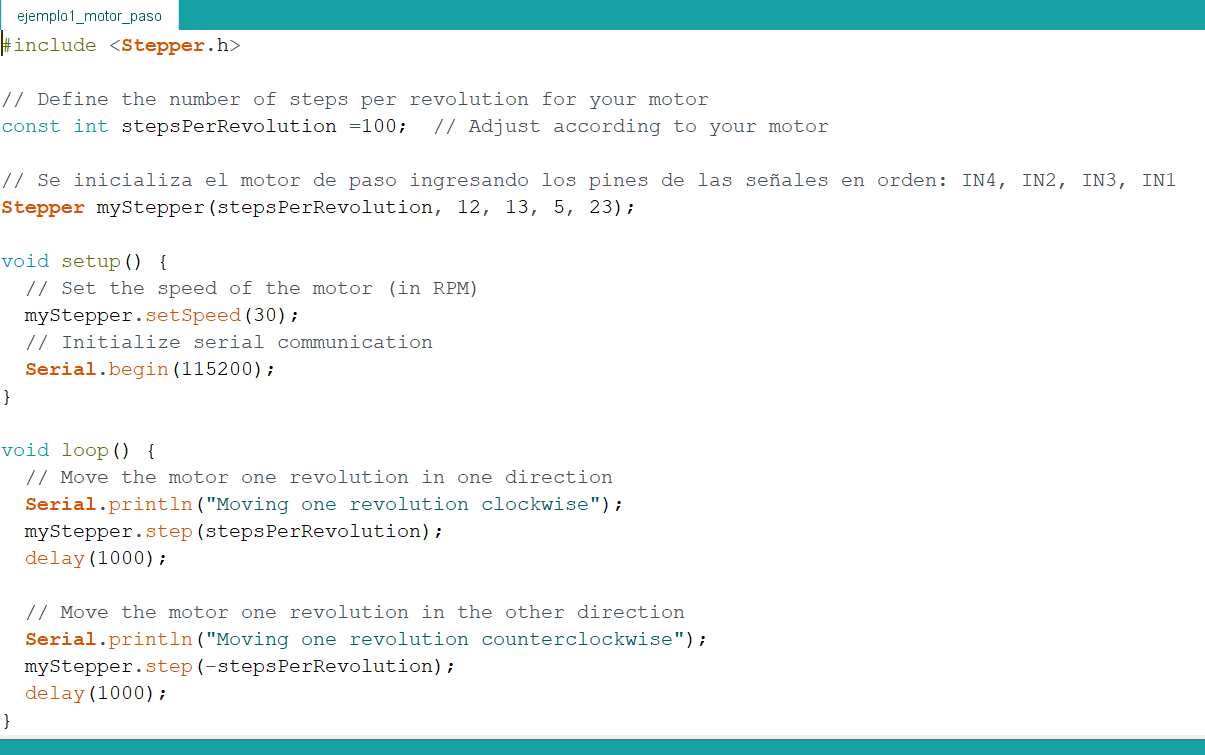 ejemplo1_motor_paso
#include <Stepper.h>
// Define the number of steps per revolution for your motor
const int stepsPerRevolution =100;  // Adjust according to your motor
// Se inicializa el motor de paso ingresando los pines de las señales en orden: IN4, IN2, IN3, IN1
Stepper myStepper(stepsPerRevolution, 12, 13, 5, 23);
void setup() {
  // Set the speed of the motor (in RPM)
  myStepper.setSpeed(30);
  // Initialize serial communication
  Serial.begin(115200);
}
void loop() {
  // Move the motor one revolution in one direction
  Serial.println("Moving one revolution clockwise");
  myStepper.step(stepsPerRevolution);
  delay(1000);
  // Move the motor one revolution in the other direction
  Serial.println("Moving one revolution counterclockwise");
  myStepper.step(-stepsPerRevolution);
  delay(1000);
}